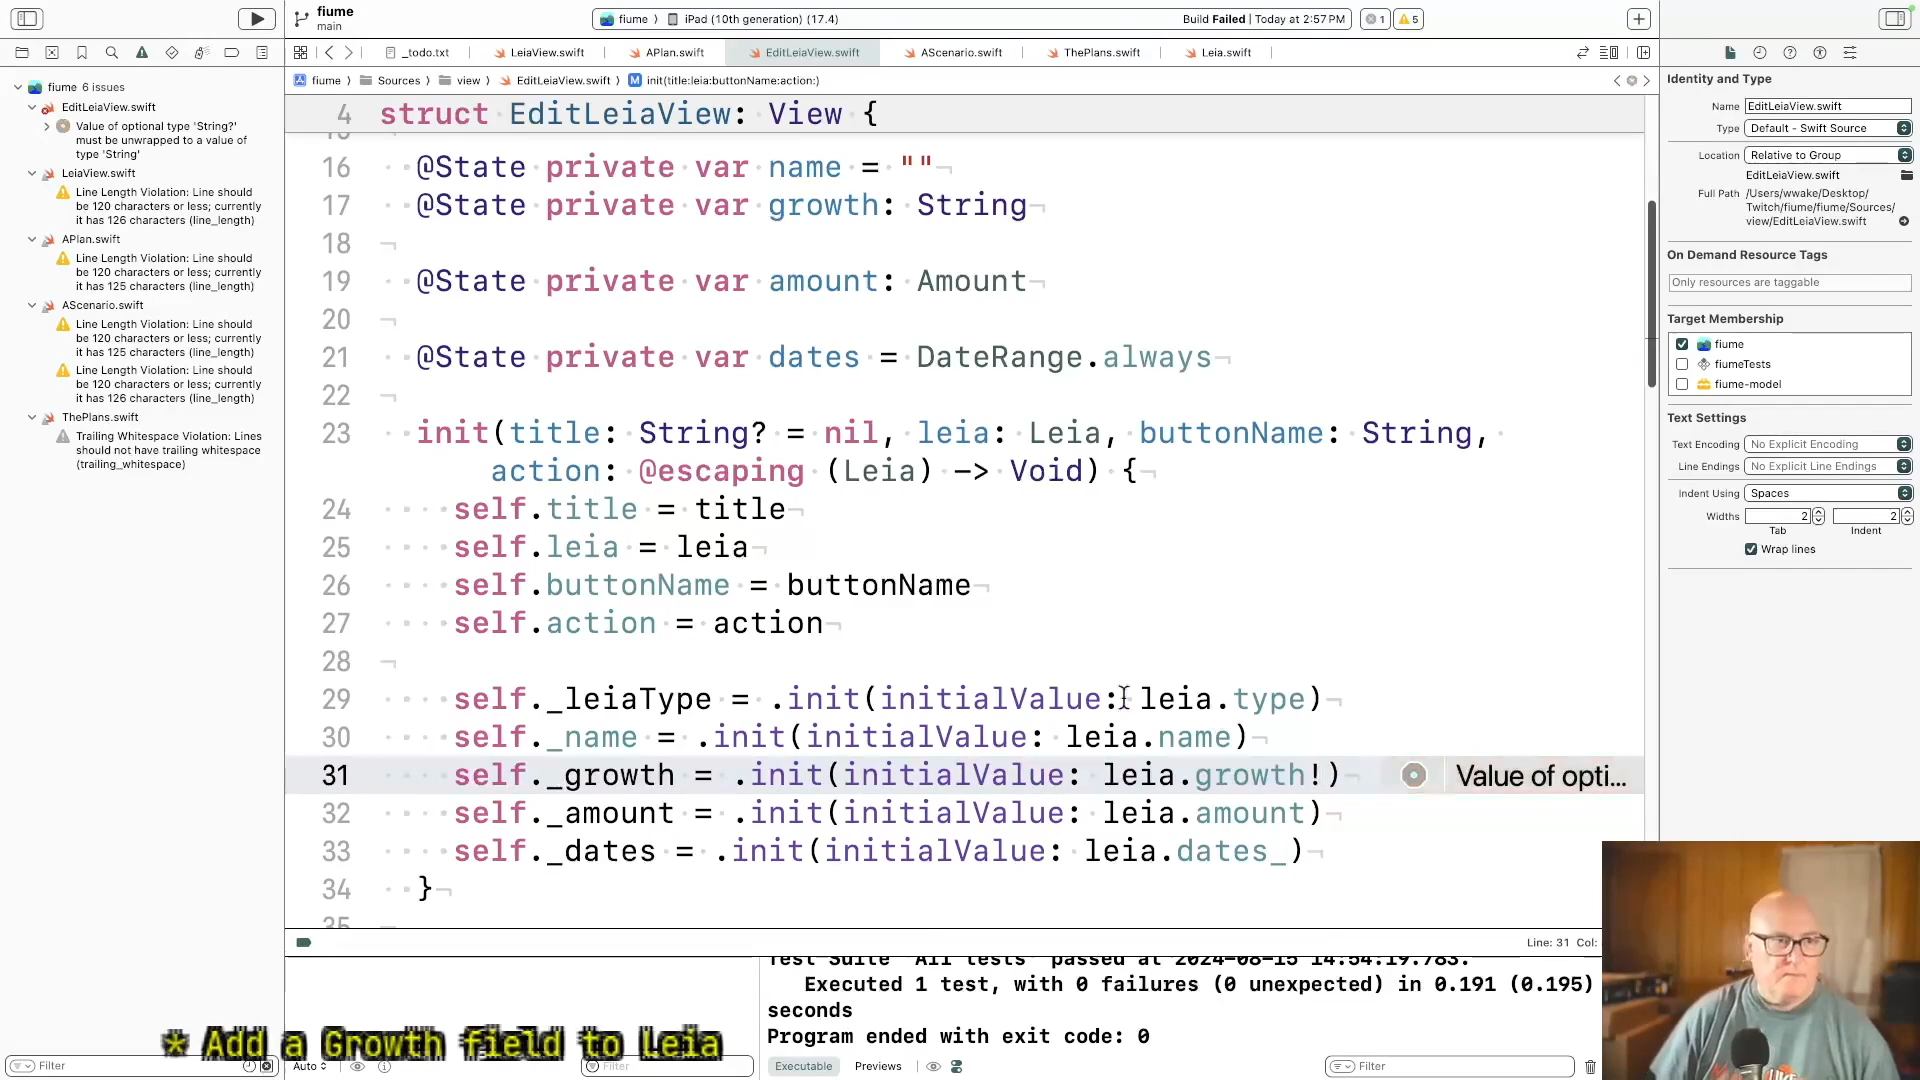 fiume
main
fiume 〉 iPad (10th generation) (17.4)
Build Failed | Today at 2:57 PM
1
5
_todo.txt
LeiaView.swift
APlan.swift
EditLeiaView.swift
AScenario.swift
ThePlans.swift
Leia.swift
fiume 〉 Sources 〉 view 〉 EditLeiaView.swift 〉 M init(title:leia:buttonName:action:)
fiume 6 issues
EditLeiaView.swift
Value of optional type 'String?'
must be unwrapped to a value of
type 'String'
LeiaView.swift
Line Length Violation: Line should
be 120 characters or less; currently
it has 126 characters (line_length)
APlan.swift
Line Length Violation: Line should
be 120 characters or less; currently
it has 125 characters (line_length)
AScenario.swift
Line Length Violation: Line should
be 120 characters or less; currently
it has 125 characters (line_length)
Line Length Violation: Line should
be 120 characters or less; currently
it has 126 characters (line_length)
ThePlans.swift
Trailing Whitespace Violation: Lines
should not have trailing whitespace
(trailing_whitespace)
Filter
4 struct EditLeiaView: View {
16 @State private var name = ""
17 @State private var growth: String
18
19 @State private var amount: Amount
20
21 @State private var dates = DateRange.always
22
23 init(title: String? = nil, leia: Leia, buttonName: String,
action: @escaping (Leia) -> Void) {
24 self.title = title
25 self.leia = leia
26 self.buttonName = buttonName
27 self.action = action
28
29 self._leiaType = .init(initialValue: leia.type)
30 self._name = .init(initialValue: leia.name)
31 self._growth = .init(initialValue: leia.growth!) Value of opti...
32 self._amount = .init(initialValue: leia.amount)
33 self._dates = .init(initialValue: leia.dates_)
34 }
35
Line: 31 Col:
Test Suite 'All tests' passed at 2024-08-15 14:54:19.783.
Executed 1 test, with 0 failures (0 unexpected) in 0.191 (0.195)
seconds
Program ended with exit code: 0
* Add a Growth field to Leia
Auto
Filter
Executable
Previews
Filter
Identity and Type
Name EditLeiaView.swift
Type Default - Swift Source
Location Relative to Group
EditLeiaView.swift
Full Path /Users/wwake/Desktop/
Twitch/fiume/fiume/Sources/
view/EditLeiaView.swift
On Demand Resource Tags
Only resources are taggable
Target Membership
fiume
fiumeTests
fiume-model
Text Settings
Text Encoding No Explicit Encoding
Line Endings No Explicit Line Endings
Indent Using Spaces
Widths 2 2
Tab Indent
Wrap lines